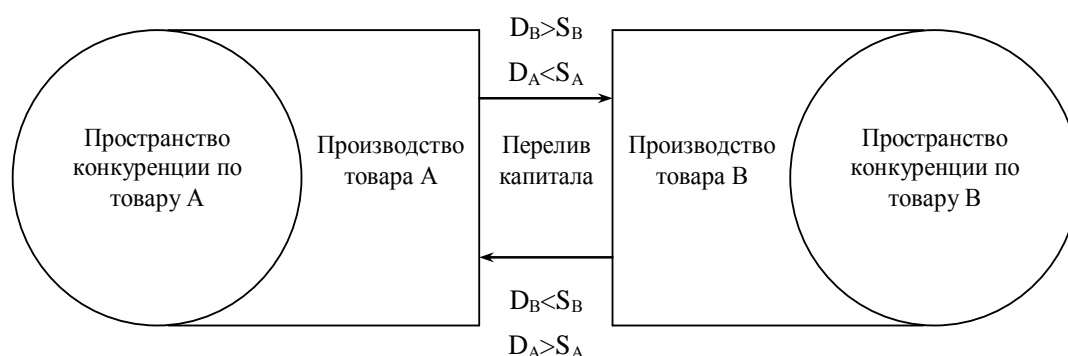 D_B>S_B
D_A<S_A
Пространство
конкуренции по
товару А
Производство
товара А
Перелив
капитала
Производство
товара В
Пространство
конкуренции по
товару В
D_B<S_B
D_A>S_A